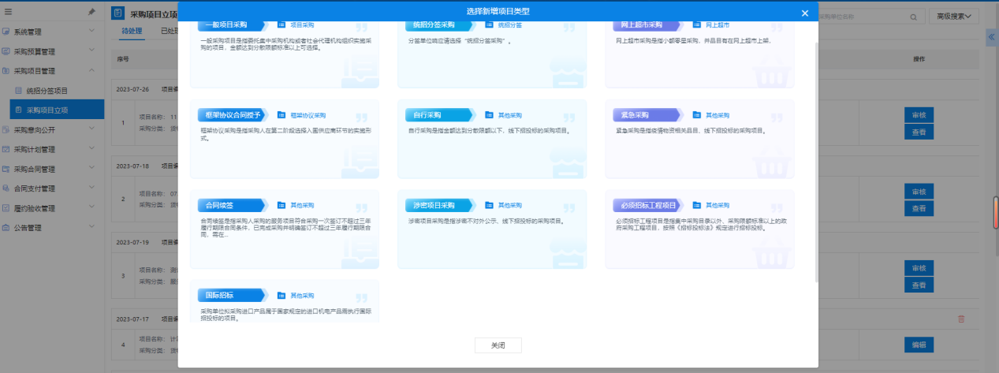 选择新增项目类型
采购项目立项
采购单位名称
高级搜索
系统管理
采购预算管理
采购项目管理
统招分签项目
采购项目立项
采购意向公开
采购计划管理
采购合同管理
合同支付管理
履约验收管理
公告管理
待处理
已处理
序号
操作
2023-07-26
1
项目名称： 11
采购分类：
审核
查看
2023-07-18
2
项目名称： 07
采购分类：
审核
查看
2023-07-19
3
项目名称：
采购分类：
审核
查看
2023-07-17
4
项目名称：
采购分类：
编辑
一般项目采购 项目采购
一般采购项目是指委托集中采购机构或者社会代理机构组织实施采
购的项目，金额达到分散限额标准以上可选择。
统招分签采购 统招分签
分签单位响应请选择“统招分签采购”。
网上超市采购 网上超市
网上超市采购是指小额零星采购，并品目有在网上超市上架。
框架协议合同授予 框架协议采购
框架协议采购是指采购人在第二阶段选择入围供应商环节的实施形
式。
自行采购 其他采购
自行采购是指金额达到分散限额以下，线下招投标的采购项目。
紧急采购 其他采购
紧急采购是指疫情物资相关品目、线下招投标的采购项目。
合同续签 其他采购
合同续签是指采购人采购的服务项目符合采购一次签订不超过三年
履行期限合同条件，已完成采购并明确签订不超过三年履行期限合
同，需在...
涉密项目采购 其他采购
涉密项目采购是指涉密不对外公示、线下招投标的采购项目。
必须招标工程项目 其他采购
必须招标工程项目是指集中采购目录以外、采购限额标准以上的政
府采购工程项目，按照《招标投标法》规定进行招标投标。
国际招标 其他采购
采购单位拟采购进口产品属于国家规定的进口机电产品需执行国际
招投标的项目。
关闭